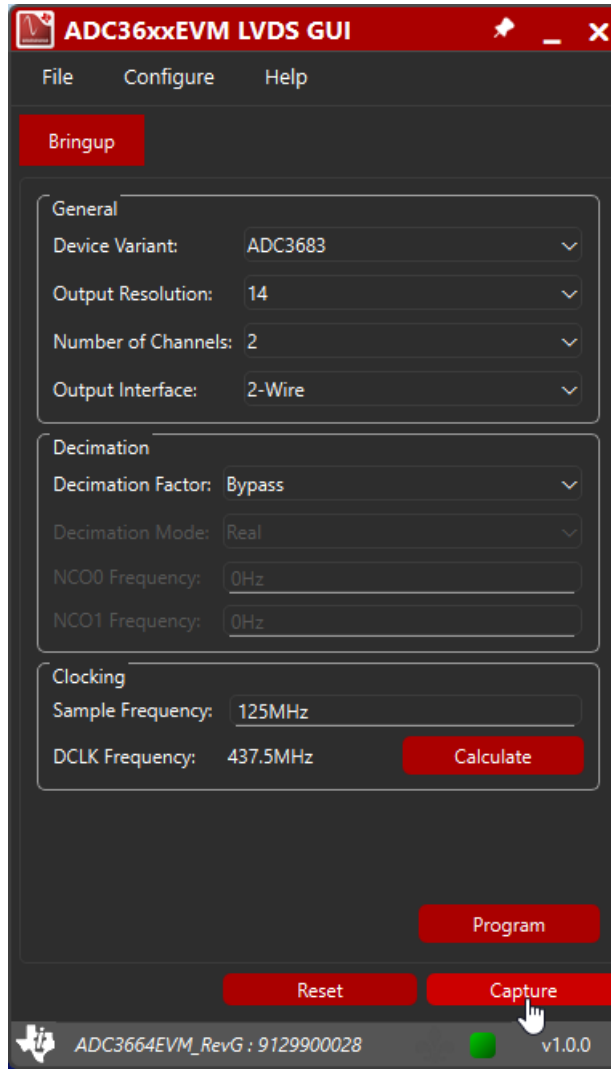 ADC36xxEVM LVDS GUI
File Configure Help
Bringup
General
Device Variant: ADC3683
Output Resolution: 14
Number of Channels: 2
Output Interface: 2-Wire
Decimation
Decimation Factor: Bypass
Decimation Mode: Real
NCO0 Frequency: 0Hz
NCO1 Frequency: 0Hz
Clocking
Sample Frequency: 125MHz
DCLK Frequency: 437.5MHz Calculate
Program
Reset Capture
ADC3664EVM_RevG : 9129900028 v1.0.0